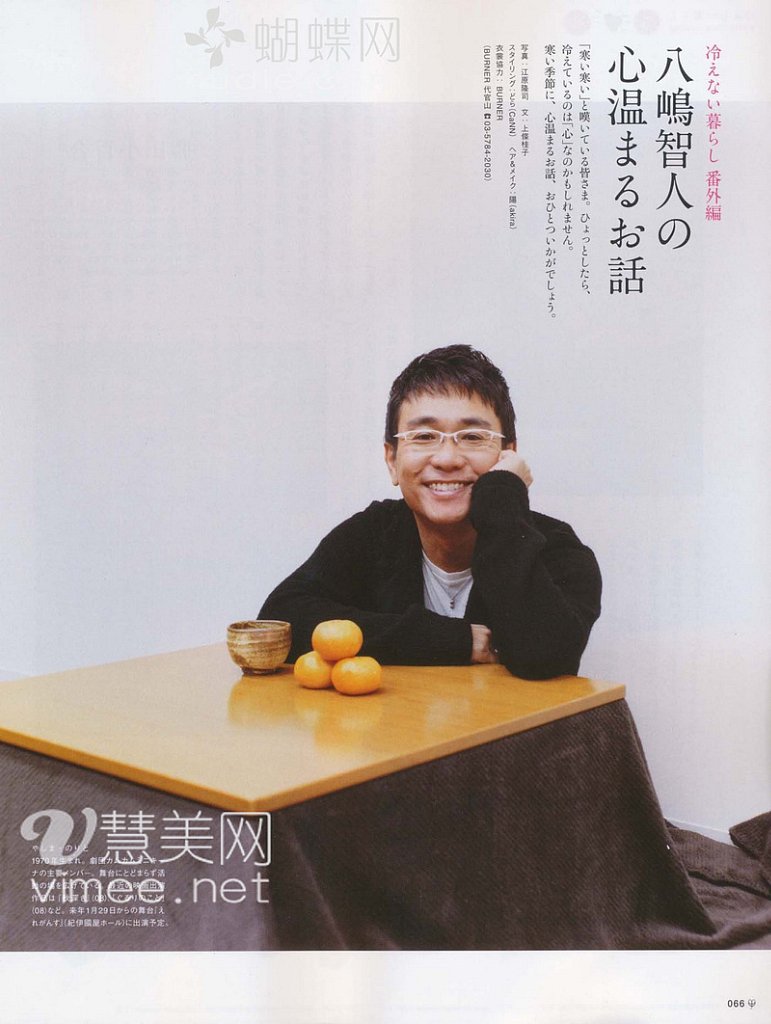 蝴蝶网
冷えない暮らし 番外編
八嶋智人の
心温まるお話
「寒い寒い」と嘆いている皆さま。ひょっとしたら、
冷えているのは「心」なのかもしれません。
寒い季節に、心温まるお話、おひとついかがでしょう。
写真:江原隆司 文:上條桂子
スタイリング:(CaNN) ヘア&メイク:陽(akira)
衣裳協力:BURNER
(BURNER 代官山 ☎03-5784-2030)
慧美网
vimee.net
やしま・のりと
1970年生まれ。劇団カムカムミニキー
ナの主要メンバー。舞台にとどまらず活
(08)など。来年1月29日からの舞台『え
れがんす』(紀伊國屋ホール)に出演予定。
066